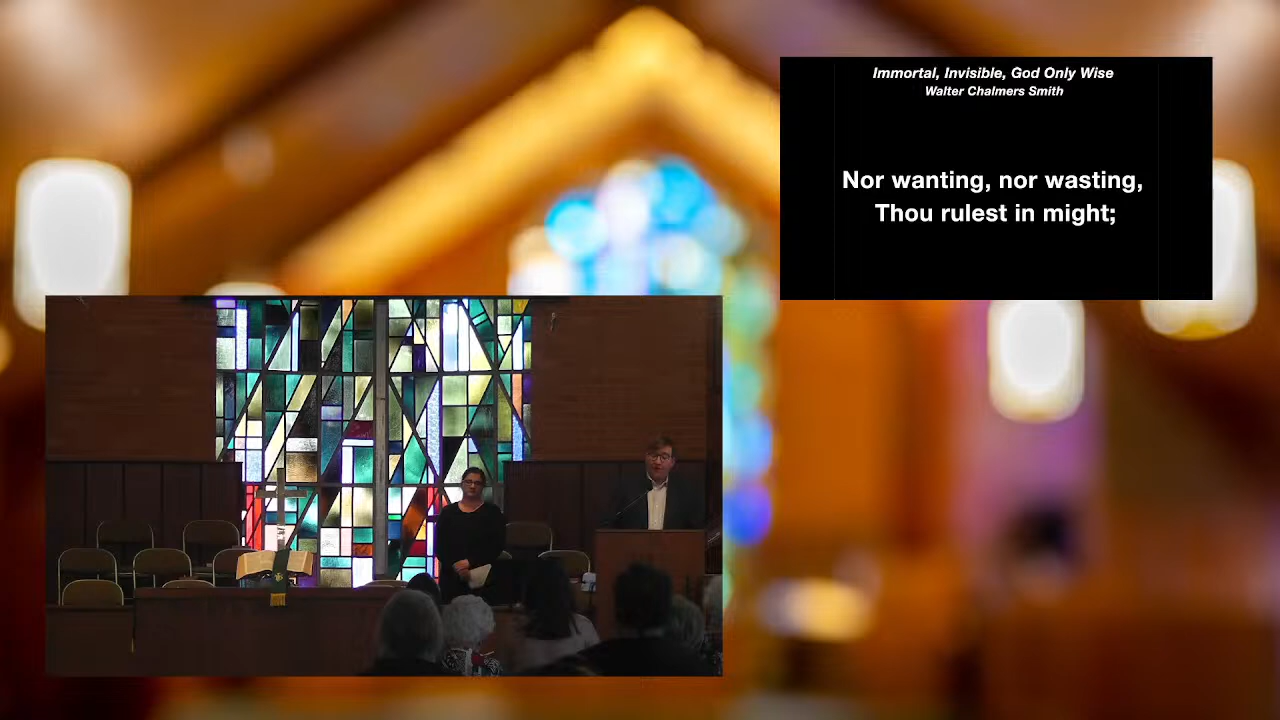 Immortal, Invisible, God Only Wise
Walter Chalmers Smith
Nor wanting, nor wasting,
Thou rulest in might;